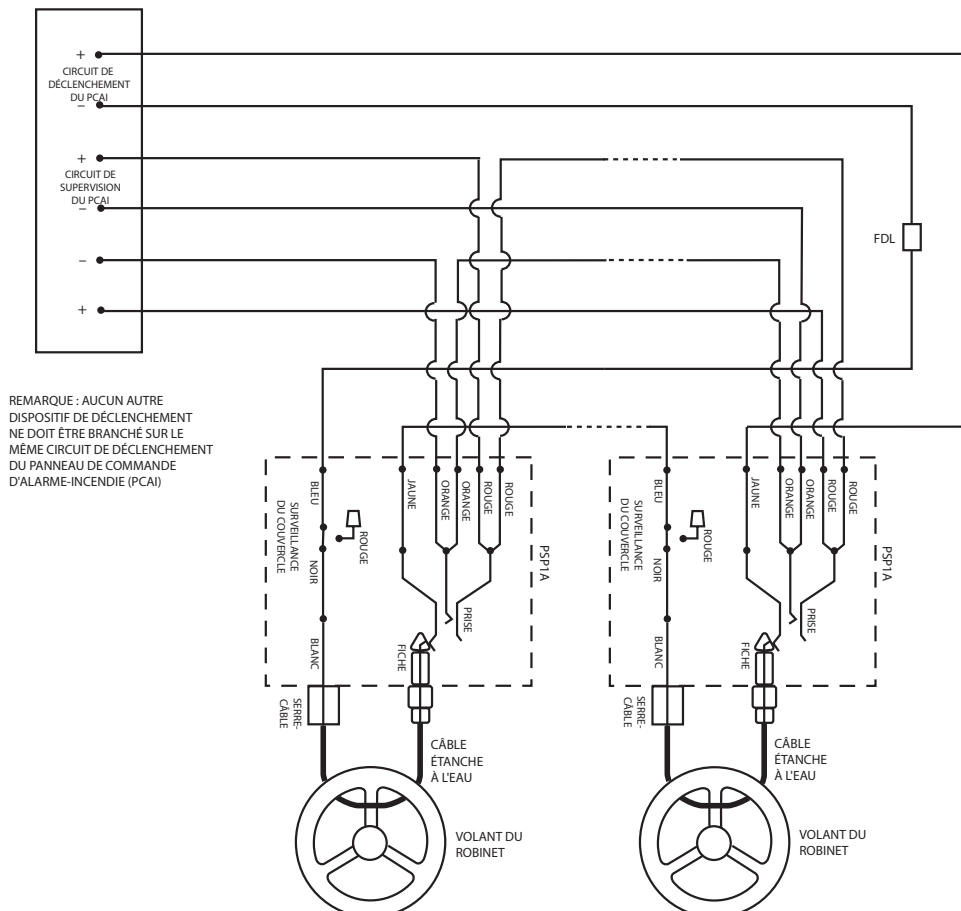 +
CIRCUIT DE
DÉCLENCHEMENT
DU PCAI
–
+
CIRCUIT DE
SUPERVISION
DU PCAI
–
–
+
FDL
REMARQUE : AUCUN AUTRE
DISPOSITIF DE DÉCLENCHEMENT
NE DOIT ÊTRE BRANCHÉ SUR LE
MÊME CIRCUIT DE DÉCLENCHEMENT
DU PANNEAU DE COMMANDE
D'ALARME-INCENDIE (PCAI)
BLEU
SURVEILLANCE
DU COUVERCLE
ROUGE
NOIR
BLANC
JAUNE
ORANGE
ORANGE
ROUGE
ROUGE
PSP1A
PRISE
FICHE
SERRE-
CÂBLE
CÂBLE
ÉTANCHE
À L'EAU
VOLANT DU
ROBINET
BLEU
SURVEILLANCE
DU COUVERCLE
ROUGE
NOIR
BLANC
JAUNE
ORANGE
ORANGE
ROUGE
ROUGE
PSP1A
PRISE
FICHE
SERRE-
CÂBLE
CÂBLE
ÉTANCHE
À L'EAU
VOLANT DU
ROBINET